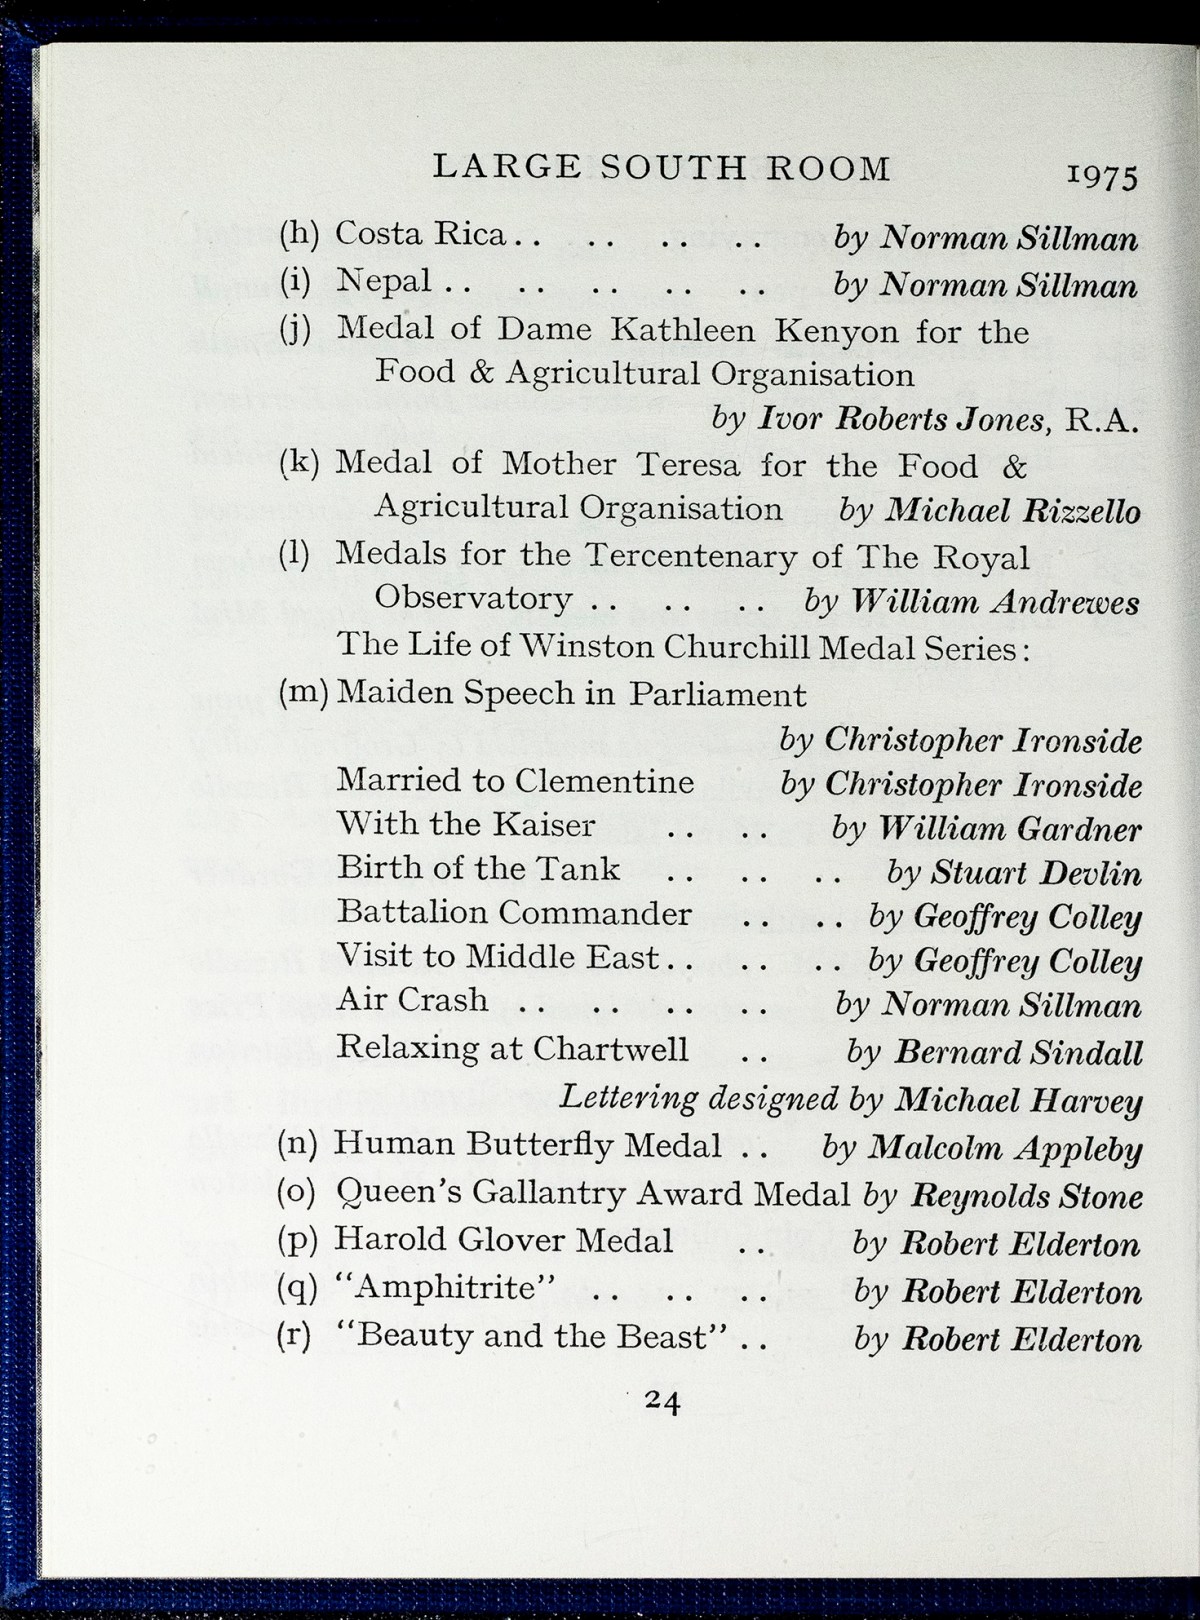 LARGE SOUTH ROOM 1975
(h) Costa Rica . . . . . . . . by Norman Sillman
(i) Nepal . . . . . . . . . . by Norman Sillman
(j) Medal of Dame Kathleen Kenyon for the
Food & Agricultural Organisation
by Ivor Roberts Jones, R.A.
(k) Medal of Mother Teresa for the Food &
Agricultural Organisation by Michael Rizzello
(l) Medals for the Tercentenary of The Royal
Observatory . . . . . . by William Andrewes
The Life of Winston Churchill Medal Series:
(m) Maiden Speech in Parliament
by Christopher Ironside
Married to Clementine by Christopher Ironside
With the Kaiser . . . . by William Gardner
Birth of the Tank . . . . . . by Stuart Devlin
Battalion Commander . . . . by Geoffrey Colley
Visit to Middle East . . . . . . by Geoffrey Colley
Air Crash . . . . . . . . by Norman Sillman
Relaxing at Chartwell . . by Bernard Sindall
Lettering designed by Michael Harvey
(n) Human Butterfly Medal . . by Malcolm Appleby
(o) Queen's Gallantry Award Medal by Reynolds Stone
(p) Harold Glover Medal . . by Robert Elderton
(q) "Amphitrite" . . . . . . by Robert Elderton
(r) "Beauty and the Beast" . . by Robert Elderton
24